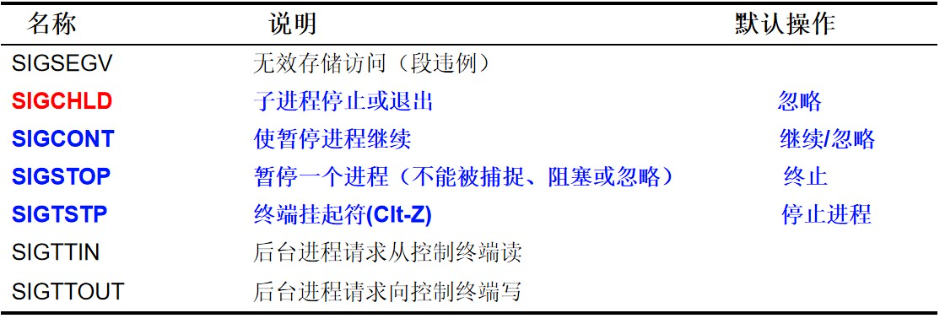 名称 说明 默认操作
SIGSEGV 无效存储访问（段违例）
SIGCHLD 子进程停止或退出 忽略
SIGCONT 使暂停进程继续 继续/忽略
SIGSTOP 暂停一个进程（不能被捕捉、阻塞或忽略） 终止
SIGTSTP 终端挂起符(Clt-Z) 停止进程
SIGTTIN 后台进程请求从控制终端读
SIGTTOUT 后台进程请求向控制终端写